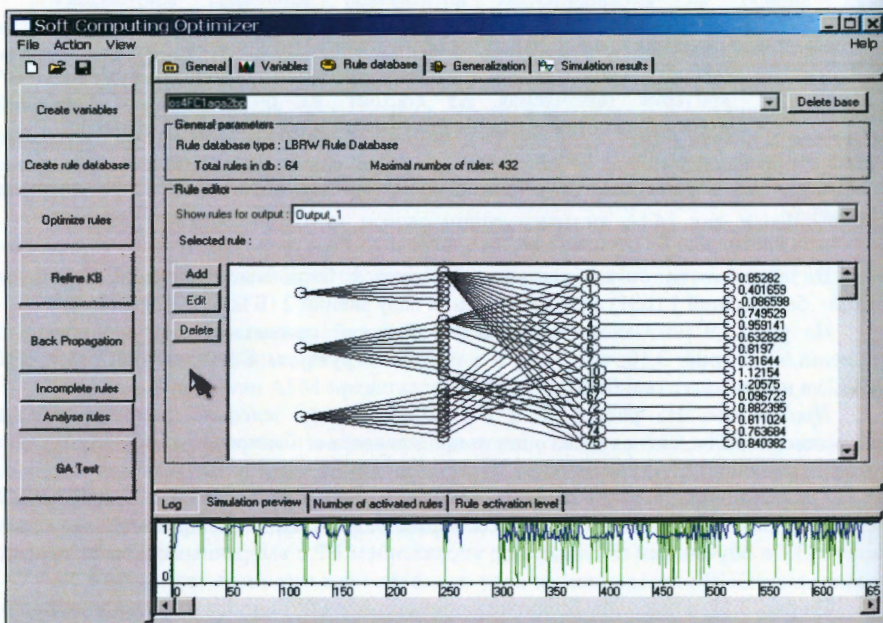 Soft Computing Optimizer
File Action View Help
General Variables Rule database Generalization Simulation results
Create variables
Create rule database
Optimize rules
Refine KB
Back Propagation
Incomplete rules
Analyse rules
GA Test
Delete base
General parameters
Rule database type : LBRW Rule Database
Total rules in db : 64 Maximal number of rules: 432
Rule editor
Show rules for output : Output_1
Selected rule :
Add
Edit
Delete
0 0.85282
1 0.401659
-0.086598
3 0.749529
4 0.959141
0.632829
0.8197
7 0.31644
10 1.12154
19 1.20575
67 0.096723
72 0.882395
0.811024
74 0.763694
75 0.840382
Log Simulation preview Number of activated rules Rule activation level
1
0
0 50 100 150 200 250 300 350 400 450 500 550 600 65